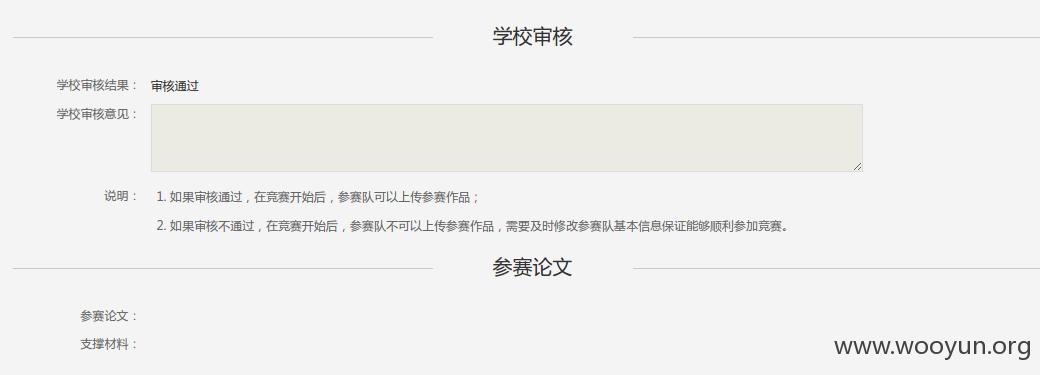 学校审核
学校审核结果： 审核通过
学校审核意见：
说明： 1. 如果审核通过，在竞赛开始后，参赛队可以上传参赛作品；
2. 如果审核不通过，在竞赛开始后，参赛队不可以上传参赛作品，需要及时修改参赛队基本信息保证能够顺利参加竞赛。
参赛论文
参赛论文：
支撑材料：
www.wooyun.org